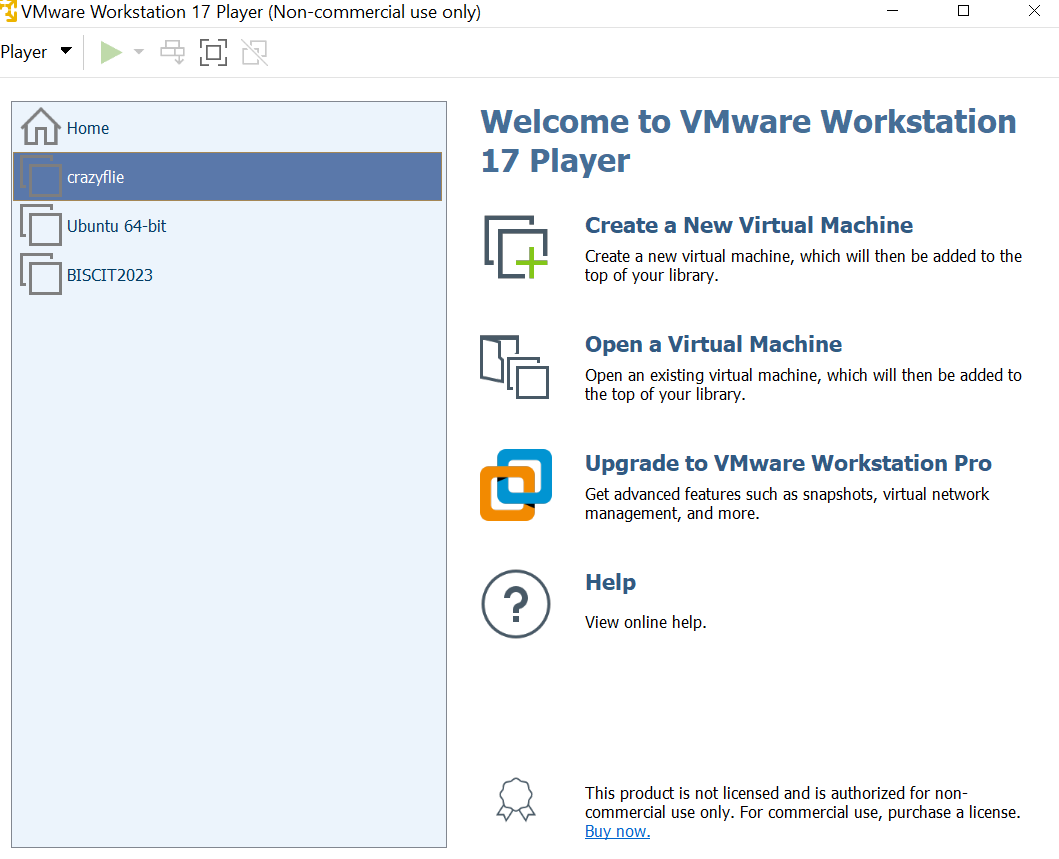 VMware Workstation 17 Player (Non-commercial use only)
Player
Home
crazyflie
Ubuntu 64-bit
BISCIT2023
Welcome to VMware Workstation
17 Player
Create a New Virtual Machine
Create a new virtual machine, which will then be added to the
top of your library.
Open a Virtual Machine
Open an existing virtual machine, which will then be added to
the top of your library.
Upgrade to VMware Workstation Pro
Get advanced features such as snapshots, virtual network
management, and more.
?
Help
View online help.
This product is not licensed and is authorized for non-
commercial use only. For commercial use, purchase a license.
Buy now.